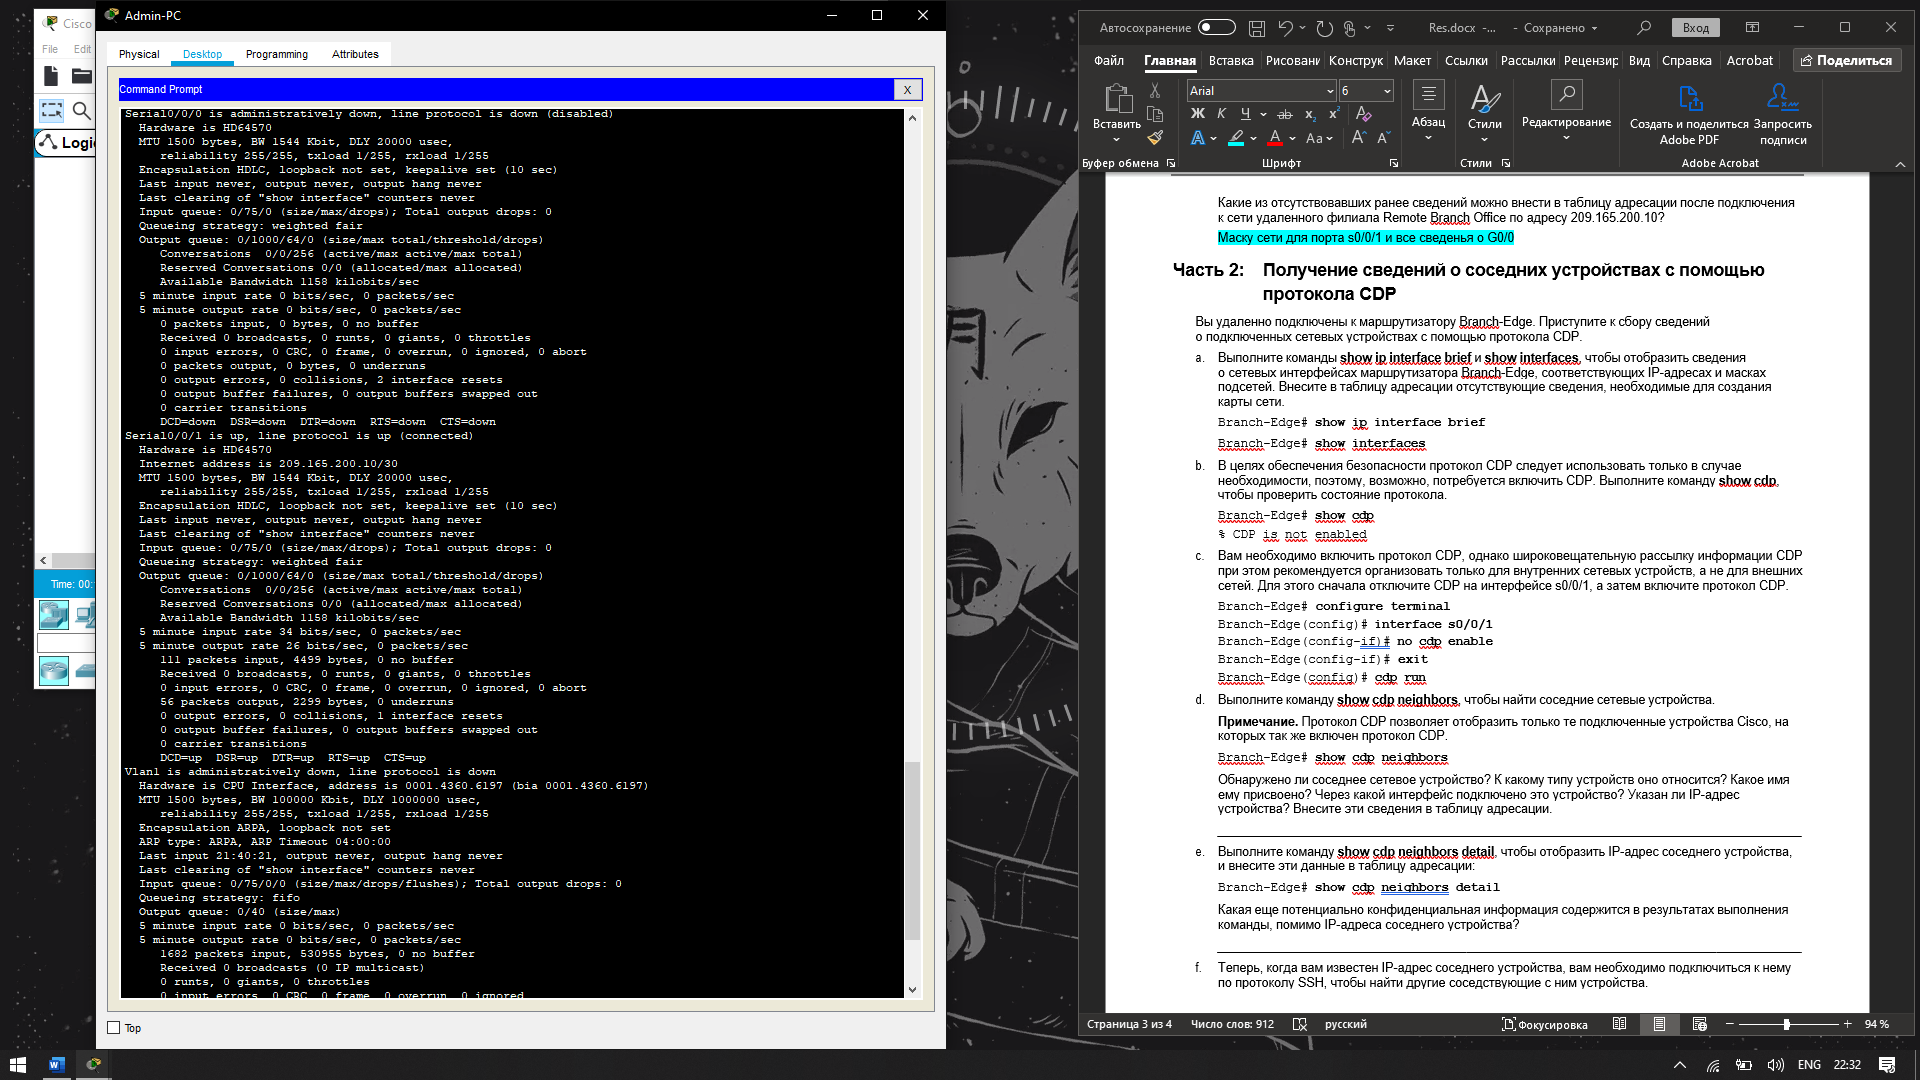 Cisco
File Edit
Logic
Time: 00:
Admin-PC
Physical Desktop Programming Attributes
Command Prompt X
Serial0/0/0 is administratively down, line protocol is down (disabled)
Hardware is HD64570
MTU 1500 bytes, BW 1544 Kbit, DLY 20000 usec,
reliability 255/255, txload 1/255, rxload 1/255
Encapsulation HDLC, loopback not set, keepalive set (10 sec)
Last input never, output never, output hang never
Last clearing of "show interface" counters never
Input queue: 0/75/0 (size/max/drops); Total output drops: 0
Queueing strategy: weighted fair
Output queue: 0/1000/64/0 (size/max total/threshold/drops)
Conversations 0/0/256 (active/max active/max total)
Reserved Conversations 0/0 (allocated/max allocated)
Available Bandwidth 1158 kilobits/sec
5 minute input rate 0 bits/sec, 0 packets/sec
5 minute output rate 0 bits/sec, 0 packets/sec
0 packets input, 0 bytes, 0 no buffer
Received 0 broadcasts, 0 runts, 0 giants, 0 throttles
0 input errors, 0 CRC, 0 frame, 0 overrun, 0 ignored, 0 abort
0 packets output, 0 bytes, 0 underruns
0 output errors, 0 collisions, 2 interface resets
0 output buffer failures, 0 output buffers swapped out
0 carrier transitions
DCD=down DSR=down DTR=down RTS=down CTS=down
Serial0/0/1 is up, line protocol is up (connected)
Hardware is HD64570
Internet address is 209.165.200.10/30
MTU 1500 bytes, BW 1544 Kbit, DLY 20000 usec,
reliability 255/255, txload 1/255, rxload 1/255
Encapsulation HDLC, loopback not set, keepalive set (10 sec)
Last input never, output never, output hang never
Last clearing of "show interface" counters never
Input queue: 0/75/0 (size/max/drops); Total output drops: 0
Queueing strategy: weighted fair
Output queue: 0/1000/64/0 (size/max total/threshold/drops)
Conversations 0/0/256 (active/max active/max total)
Reserved Conversations 0/0 (allocated/max allocated)
Available Bandwidth 1158 kilobits/sec
5 minute input rate 34 bits/sec, 0 packets/sec
5 minute output rate 26 bits/sec, 0 packets/sec
111 packets input, 4499 bytes, 0 no buffer
Received 0 broadcasts, 0 runts, 0 giants, 0 throttles
0 input errors, 0 CRC, 0 frame, 0 overrun, 0 ignored, 0 abort
56 packets output, 2299 bytes, 0 underruns
0 output errors, 0 collisions, 1 interface resets
0 output buffer failures, 0 output buffers swapped out
0 carrier transitions
DCD=up DSR=up DTR=up RTS=up CTS=up
Vlan1 is administratively down, line protocol is down
Hardware is CPU Interface, address is 0001.4360.6197 (bia 0001.4360.6197)
MTU 1500 bytes, BW 100000 Kbit, DLY 1000000 usec,
reliability 255/255, txload 1/255, rxload 1/255
Encapsulation ARPA, loopback not set
ARP type: ARPA, ARP Timeout 04:00:00
Last input 21:40:21, output never, output hang never
Last clearing of "show interface" counters never
Input queue: 0/75/0/0 (size/max/drops/flushes); Total output drops: 0
Queueing strategy: fifo
Output queue: 0/40 (size/max)
5 minute input rate 0 bits/sec, 0 packets/sec
5 minute output rate 0 bits/sec, 0 packets/sec
1682 packets input, 530955 bytes, 0 no buffer
Received 0 broadcasts (0 IP multicast)
0 runts, 0 giants, 0 throttles
0 input errors, 0 CRC, 0 frame, 0 overrun, 0 ignored
Top
Автосохранение Res.docx -... - Сохранено Вход
Файл Главная Вставка Рисовани Конструк Макет Ссылки Рассылки Рецензир Вид Справка Acrobat Поделиться
Arial 6
Вставить Ж К Ч ab x₂ x² Aa Абзац Стили Редактирование Создать и поделиться Adobe PDF Запросить подписи
Буфер обмена Шрифт Стили Adobe Acrobat
Какие из отсутствовавших ранее сведений можно внести в таблицу адресации после подключения
к сети удаленного филиала Remote Branch Office по адресу 209.165.200.10?
Маску сети для порта s0/0/1 и все сведенья о G0/0
Часть 2: Получение сведений о соседних устройствах с помощью
протокола CDP
Вы удаленно подключены к маршрутизатору Branch-Edge. Приступите к сбору сведений
о подключенных сетевых устройствах с помощью протокола CDP.
a. Выполните команды show ip interface brief и show interfaces, чтобы отобразить сведения
о сетевых интерфейсах маршрутизатора Branch-Edge, соответствующих IP-адресах и масках
подсетей. Внесите в таблицу адресации отсутствующие сведения, необходимые для создания
карты сети.
Branch-Edge# show ip interface brief
Branch-Edge# show interfaces
b. В целях обеспечения безопасности протокол CDP следует использовать только в случае
необходимости, поэтому, возможно, потребуется включить CDP. Выполните команду show cdp,
чтобы проверить состояние протокола.
Branch-Edge# show cdp
% CDP is not enabled
c. Вам необходимо включить протокол CDP, однако широковещательную рассылку информации CDP
при этом рекомендуется организовать только для внутренних сетевых устройств, а не для внешних
сетей. Для этого сначала отключите CDP на интерфейсе s0/0/1, а затем включите протокол CDP.
Branch-Edge# configure terminal
Branch-Edge(config)# interface s0/0/1
Branch-Edge(config-if)# no cdp enable
Branch-Edge(config-if)# exit
Branch-Edge(config)# cdp run
d. Выполните команду show cdp neighbors, чтобы найти соседние сетевые устройства.
Примечание. Протокол CDP позволяет отобразить только те подключенные устройства Cisco, на
которых так же включен протокол CDP.
Branch-Edge# show cdp neighbors
Обнаружено ли соседнее сетевое устройство? К какому типу устройств оно относится? Какое имя
ему присвоено? Через какой интерфейс подключено это устройство? Указан ли IP-адрес
устройства? Внесите эти сведения в таблицу адресации.
e. Выполните команду show cdp neighbors detail, чтобы отобразить IP-адрес соседнего устройства,
и внесите эти данные в таблицу адресации:
Branch-Edge# show cdp neighbors detail
Какая еще потенциально конфиденциальная информация содержится в результатах выполнения
команды, помимо IP-адреса соседнего устройства?
f. Теперь, когда вам известен IP-адрес соседнего устройства, вам необходимо подключиться к нему
по протоколу SSH, чтобы найти другие соседствующие с ним устройства.
Страница 3 из 4 Число слов: 912 русский Фокусировка 94 %
ENG 22:32